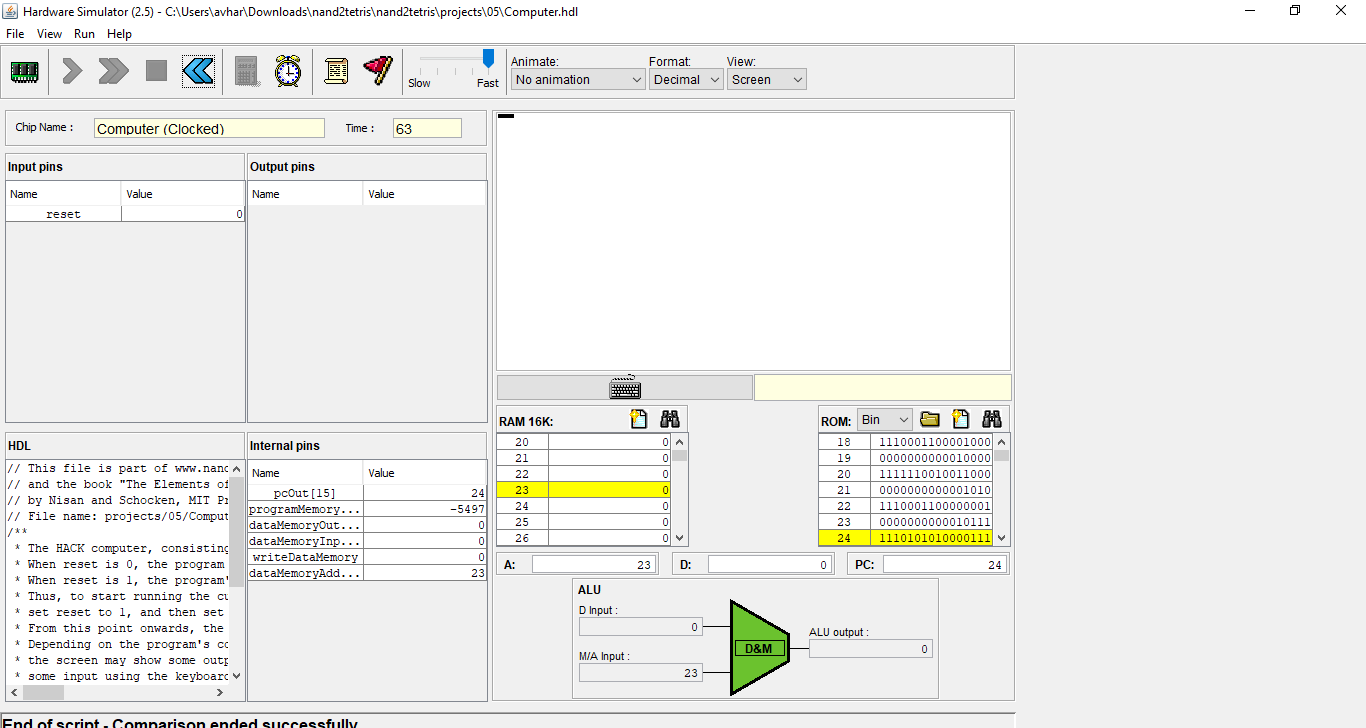 Hardware Simulator (2.5) - C:\Users\avhar\Downloads\nand2tetris\nand2tetris\projects\05\Computer.hdl
File View Run Help
Slow Fast
Animate: Format: View:
No animation Decimal Screen
Chip Name : Computer (Clocked) Time : 63
Input pins
Name Value
reset 0
Output pins
Name Value
HDL
// This file is part of www.nand
// and the book "The Elements of
// by Nisan and Schocken, MIT Pr
// File name: projects/05/Comput
/**
* The HACK computer, consisting
* When reset is 0, the program
* When reset is 1, the program'
* Thus, to start running the cu
* set reset to 1, and then set
* From this point onwards, the
* Depending on the program's co
* the screen may show some outp
* some input using the keyboard
Internal pins
Name Value
pcOut[15] 24
programMemory... -5497
dataMemoryOut... 0
dataMemoryInp... 0
writeDataMemory 0
dataMemoryAdd... 23
RAM 16K:
20 0
21 0
22 0
23 0
24 0
25 0
26 0
ROM: Bin
18 1110001100001000
19 0000000000010000
20 1111110010011000
21 0000000000001010
22 1110001100000001
23 0000000000010111
24 1110101010000111
A: 23 D: 0 PC: 24
ALU
D Input :
0
M/A Input :
23
D&M
ALU output :
0
End of script - Comparison ended successfully